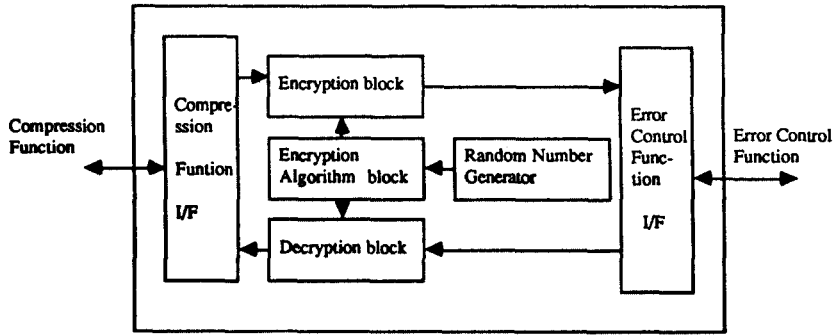 Compression
Function
Compre-
ssion
Funtion
I/F
Encryption block
Encryption
Algorithm block
Random Number
Generator
Decryption block
Error
Control
Func-
tion
I/F
Error Control
Function